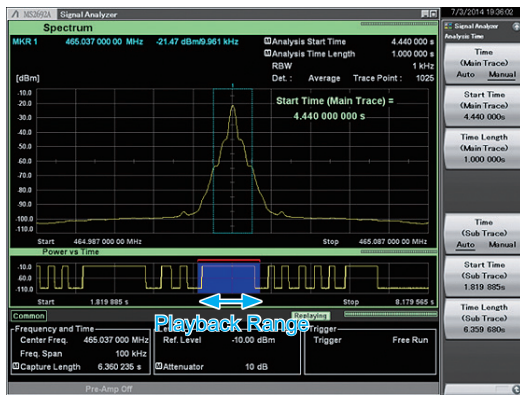 MS2692A Signal Analyzer
7/3/2014 19:36:02
Spectrum
MKR 1 465.037 000 00 MHz -21.47 dBm/9.961 kHz
Analysis Start Time 4.440 000 s
Analysis Time Length 1.000 000 s
RBW 1 kHz
[dBm] Det. : Average Trace Point : 1025
-10.0
-20.0
-30.0
-40.0
-50.0
-60.0
-70.0
-80.0
-90.0
-100.0
-110.0
Start Time (Main Trace) =
4.440 000 000 s
Start 464.987 000 00 MHz Stop 465.087 000 00 MHz
Power vs Time
-10.0
-60.0
-110.0
Start 1.819 885 s Stop 8.179 565 s
Playback Range
Common
Replaying
Frequency and Time
Center Freq. 465.037 000 MHz
Freq. Span 100 kHz
Capture Length 6.360 235 s
Ref. Level -10.00 dBm
Attenuator 10 dB
Trigger
Trigger Free Run
Pre-Amp Off
Signal Analyzer
Analysis Time
Time
(Main Trace)
Auto Manual
Start Time
(Main Trace)
4.440 000s
Time Length
(Main Trace)
1.000 000s
Time
(Sub Trace)
Auto Manual
Start Time
(Sub Trace)
1.819 885s
Time Length
(Sub Trace)
6.359 680s